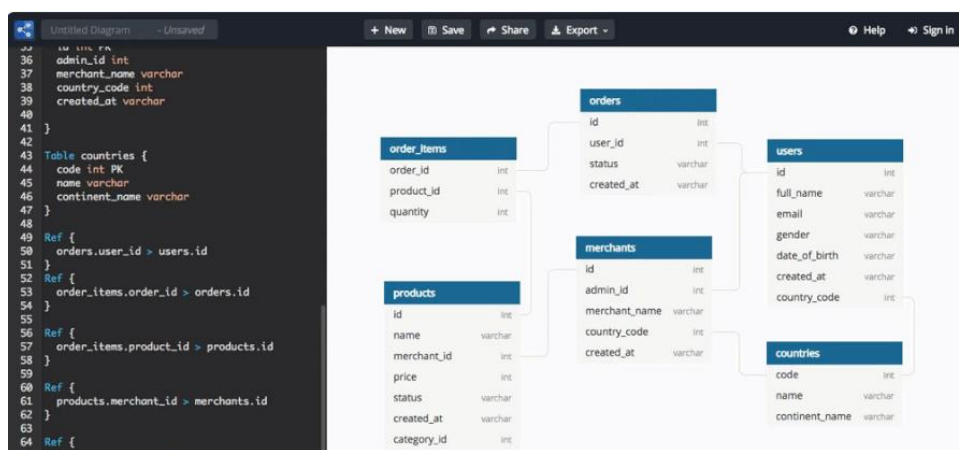 Untitled Diagram - Unsaved
+ New
Save
Share
Export
Help
Sign in
35 id int PK
36 admin_id int
37 merchant_name varchar
38 country_code int
39 created_at varchar
40
41 }
42
43 Table countries {
44 code int PK
45 name varchar
46 continent_name varchar
47 }
48
49 Ref {
50 orders.user_id > users.id
51 }
52 Ref {
53 order_items.order_id > orders.id
54 }
55
56 Ref {
57 order_items.product_id > products.id
58 }
59
60 Ref {
61 products.merchant_id > merchants.id
62 }
63
64 Ref {
order_items
order_id int
product_id int
quantity int
products
id int
name varchar
merchant_id int
price int
status varchar
created_at varchar
category_id int
orders
id int
user_id int
status varchar
created_at varchar
merchants
id int
admin_id int
merchant_name varchar
country_code int
created_at varchar
users
id int
full_name varchar
email varchar
gender varchar
date_of_birth varchar
created_at varchar
country_code int
countries
code int
name varchar
continent_name varchar